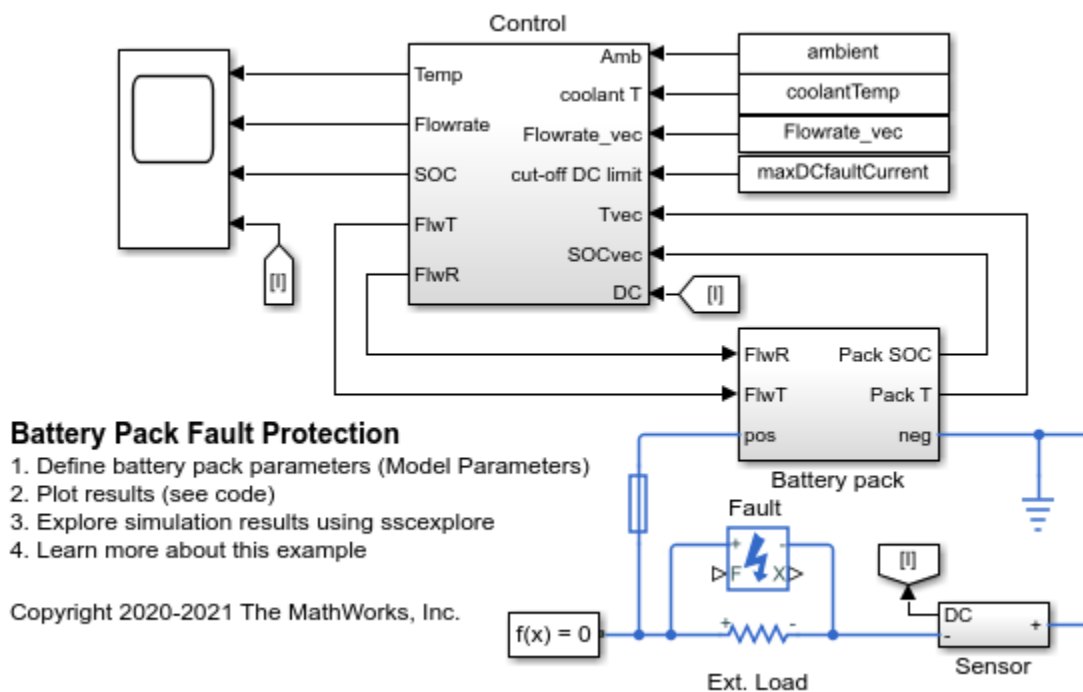 Control
Temp
Flowrate
SOC
FlwT
FlwR
Amb
coolant T
Flowrate_vec
cut-off DC limit
Tvec
SOCvec
DC
ambient
coolantTemp
Flowrate_vec
maxDCfaultCurrent
[I]
[I]
FlwR
FlwT
pos
Pack SOC
Pack T
neg
Battery pack
Battery Pack Fault Protection
1. Define battery pack parameters (Model Parameters)
2. Plot results (see code)
3. Explore simulation results using sscexplore
4. Learn more about this example
Copyright 2020-2021 The MathWorks, Inc.
Fault
+ -
F X
[I]
f(x) = 0
+ -
Ext. Load
DC
- +
Sensor